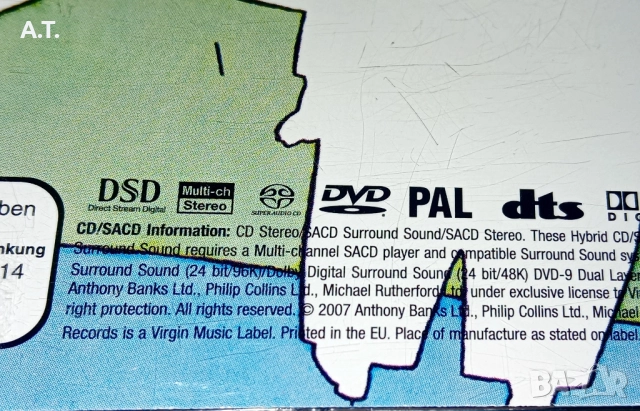 A.T.
DSD
Direct Stream Digital
Multi-ch
Stereo
SUPER AUDIO CD
DVD
PAL
dts
ben
nkung
14
CD/SACD Information: CD Stereo/SACD Surround Sound/SACD Stereo. These Hybrid CD/S
Surround Sound requires a Multi-channel SACD player and compatible Surround Sound sys
Surround Sound (24 bit/96K)/Dolby Digital Surround Sound (24 bit/48K) DVD-9 Dual Laye
Anthony Banks Ltd., Philip Collins Ltd., Michael Rutherford Ltd under exclusive license to Vi
right protection. All rights reserved. © 2007 Anthony Banks Ltd., Philip Collins Ltd., Michael
Records is a Virgin Music Label. Printed in the EU. Place of manufacture as stated on label.
BAZAR